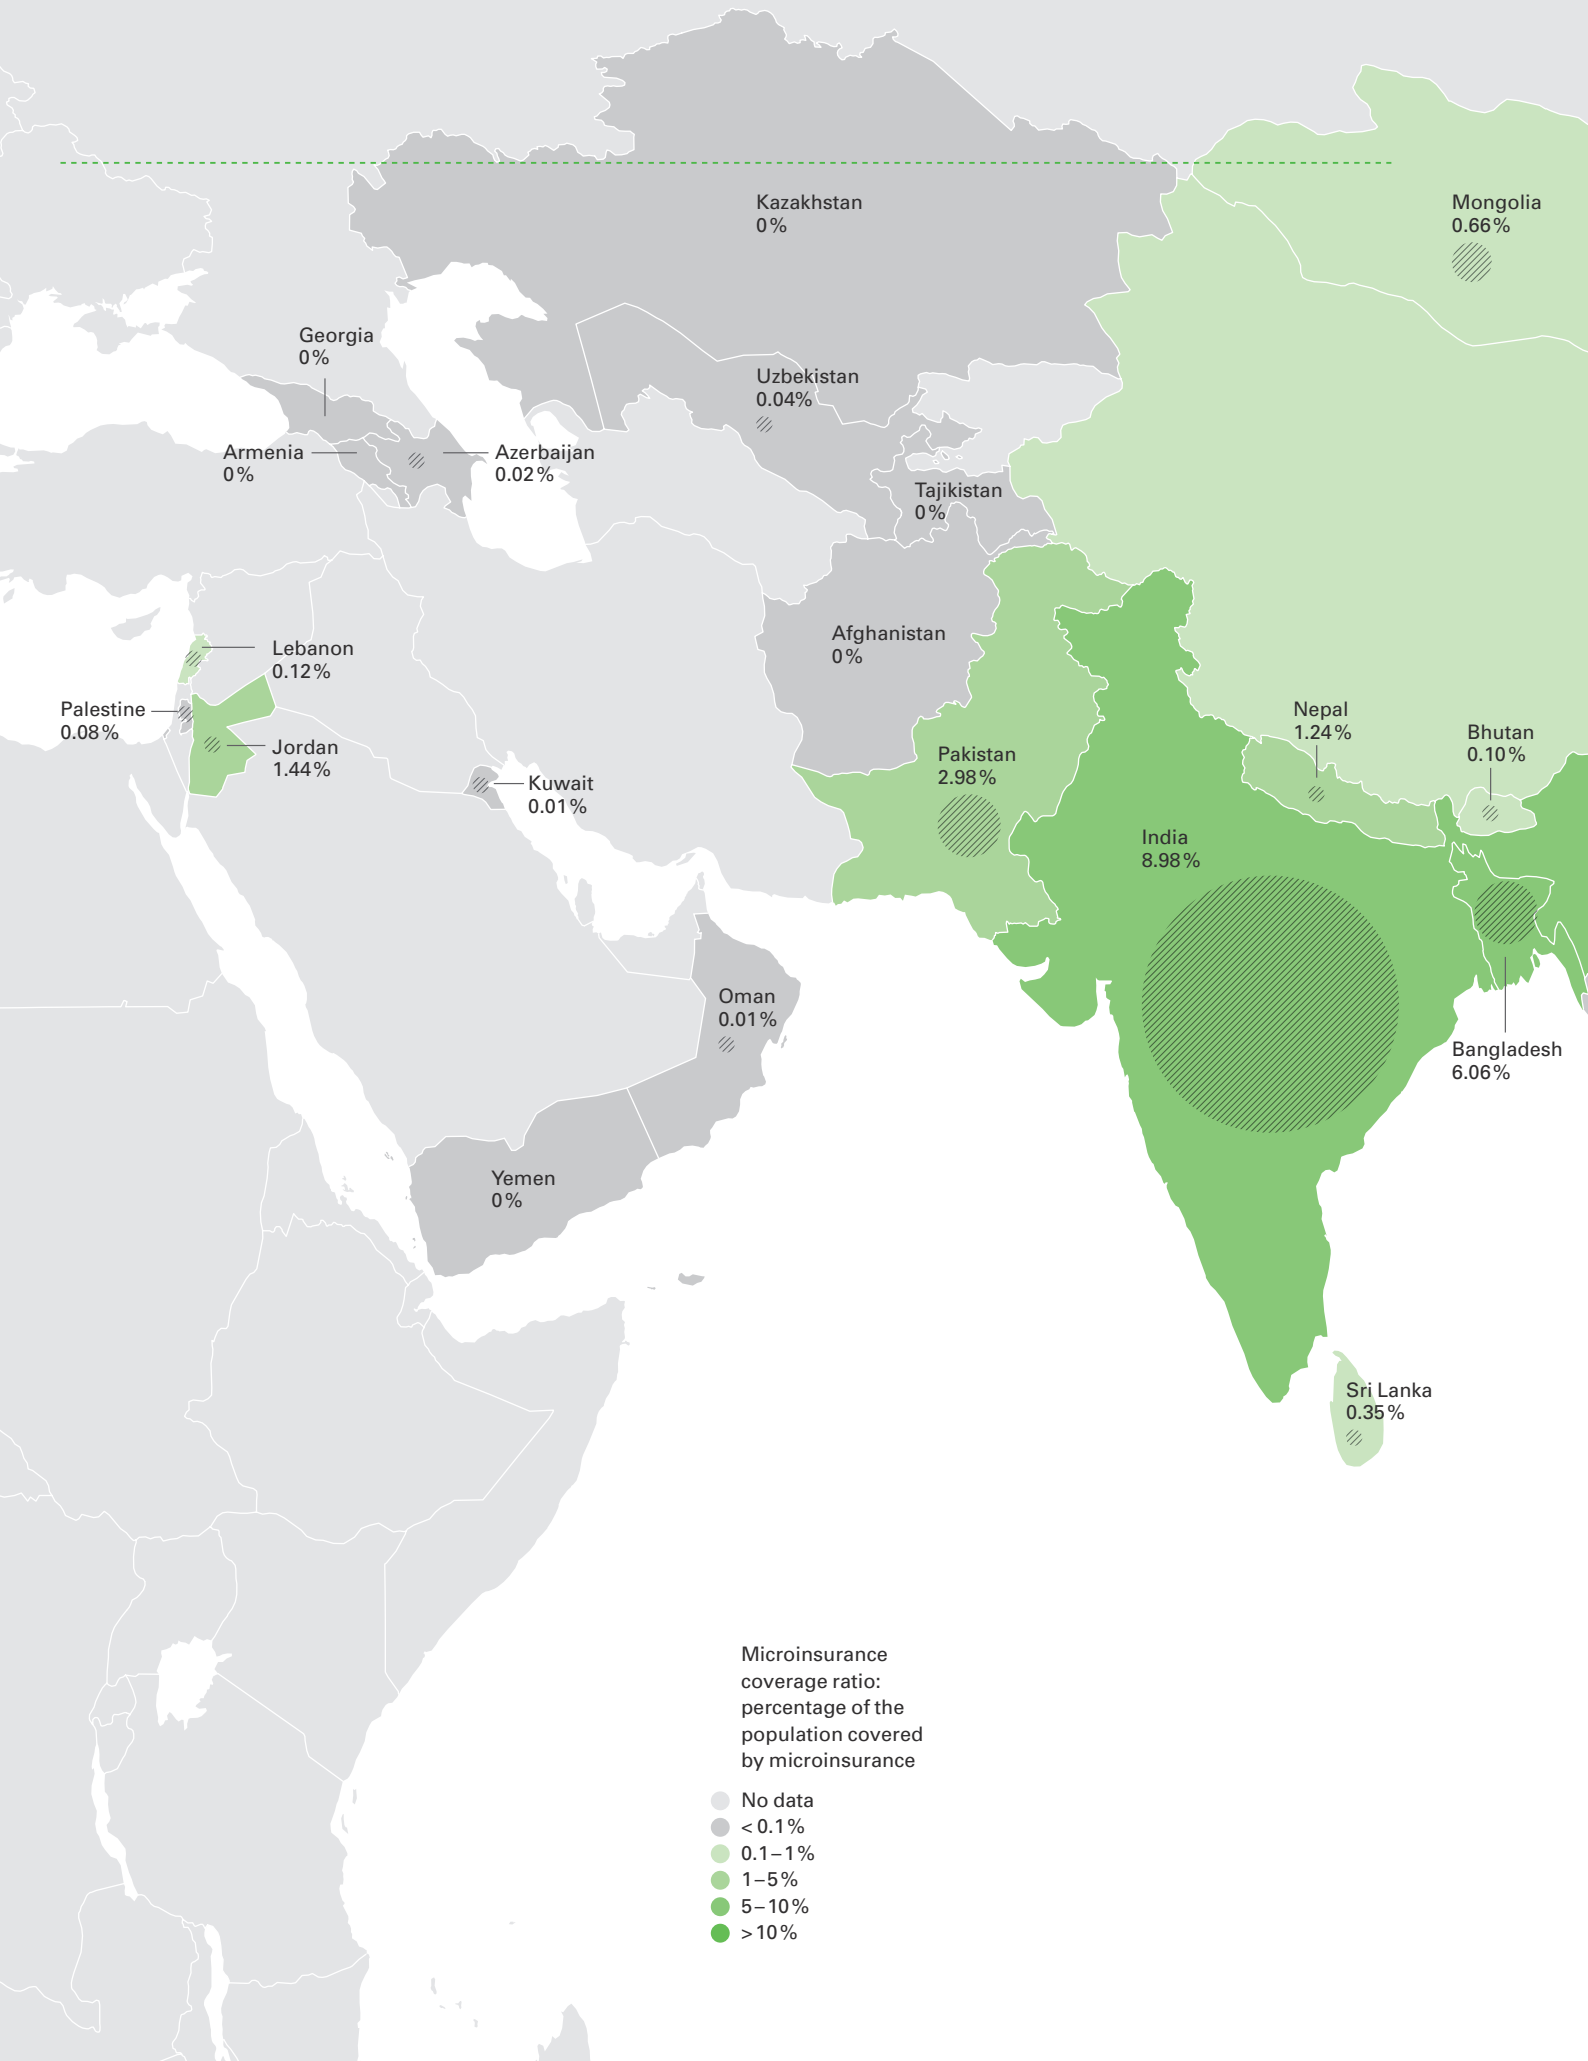 Kazakhstan
0%
Mongolia
0.66%
Georgia
0%
Uzbekistan
0.04%
Armenia
0%
Azerbaijan
0.02%
Tajikistan
0%
Afghanistan
0%
Lebanon
0.12%
Palestine
0.08%
Jordan
1.44%
Kuwait
0.01%
Pakistan
2.98%
Nepal
1.24%
Bhutan
0.10%
India
8.98%
Oman
0.01%
Bangladesh
6.06%
Yemen
0%
Sri Lanka
0.35%
Microinsurance
coverage ratio:
percentage of the
population covered
by microinsurance
No data
< 0.1%
0.1–1%
1–5%
5–10%
>10%